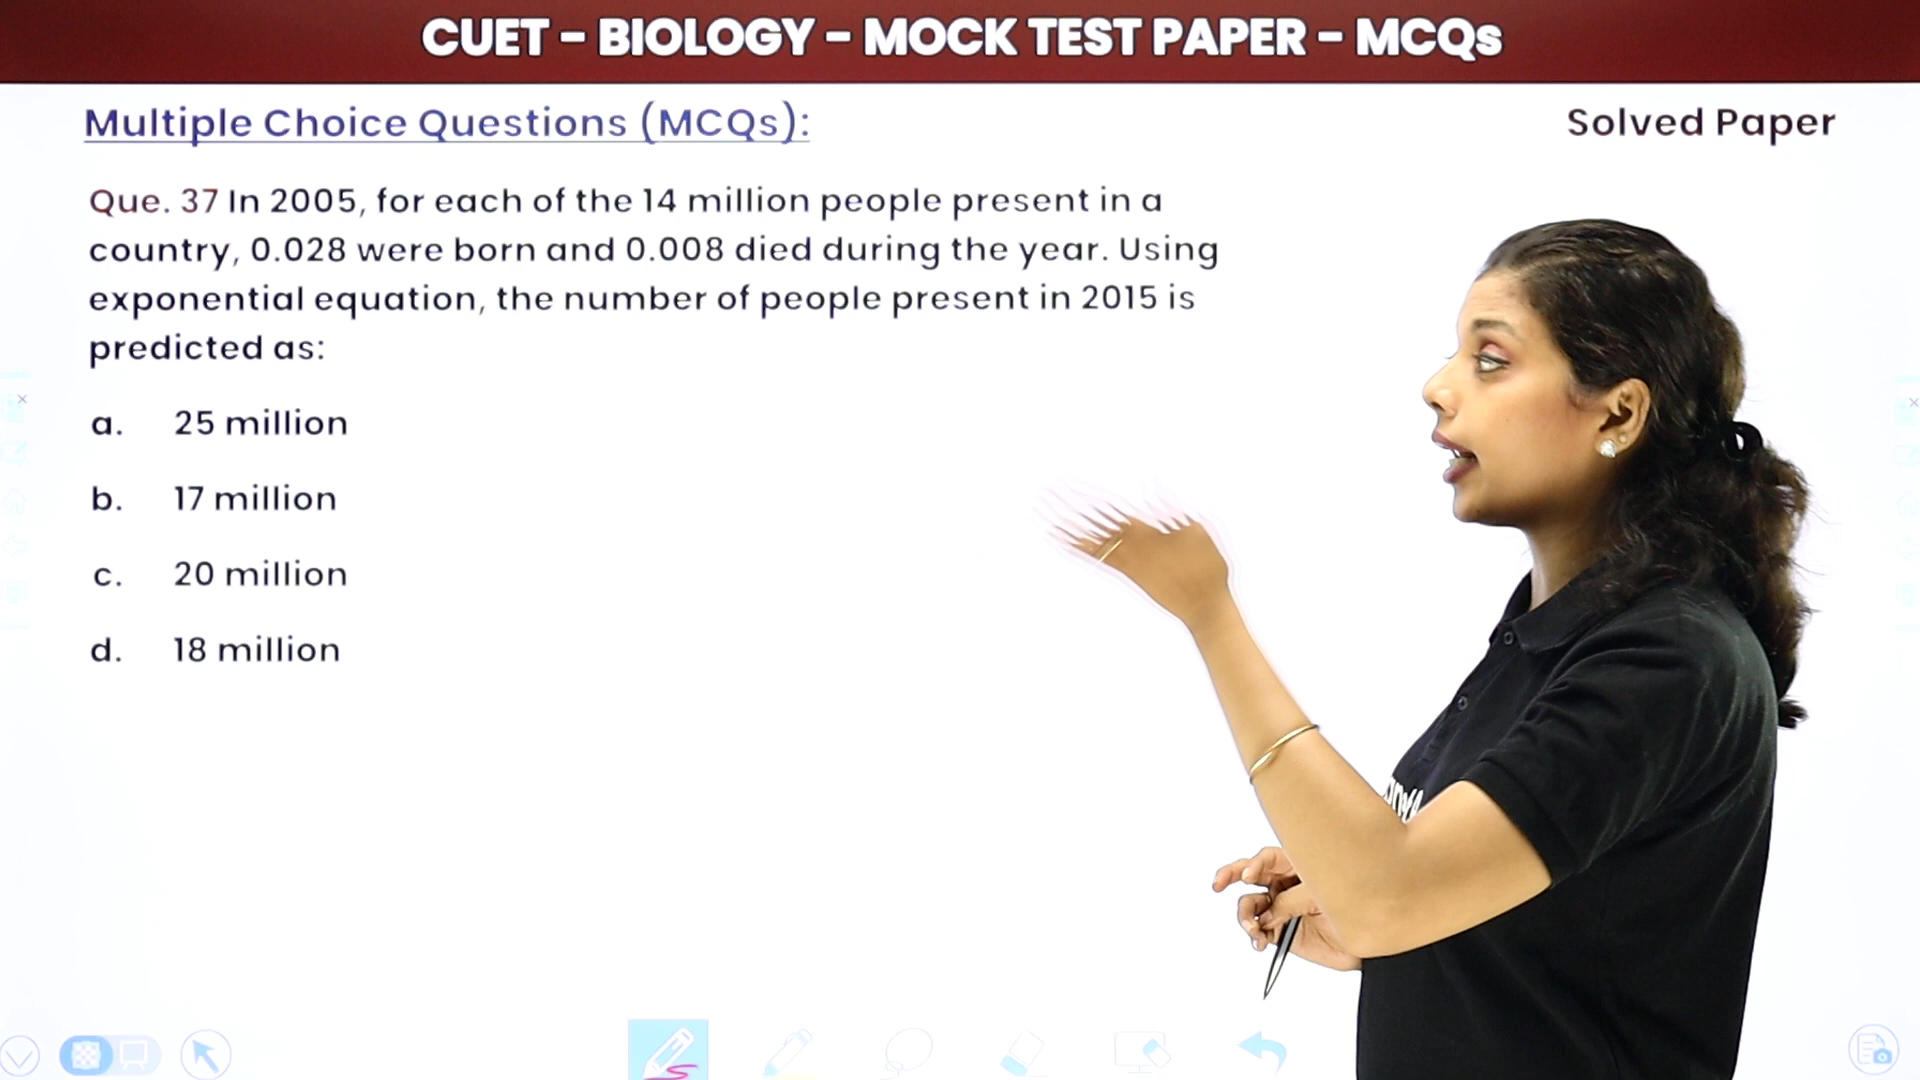 CUET – BIOLOGY – MOCK TEST PAPER – MCQs
Multiple Choice Questions (MCQs):
Solved Paper
Que. 37 In 2005, for each of the 14 million people present in a
country, 0.028 were born and 0.008 died during the year. Using
exponential equation, the number of people present in 2015 is
predicted as:
a. 25 million
b. 17 million
c. 20 million
d. 18 million